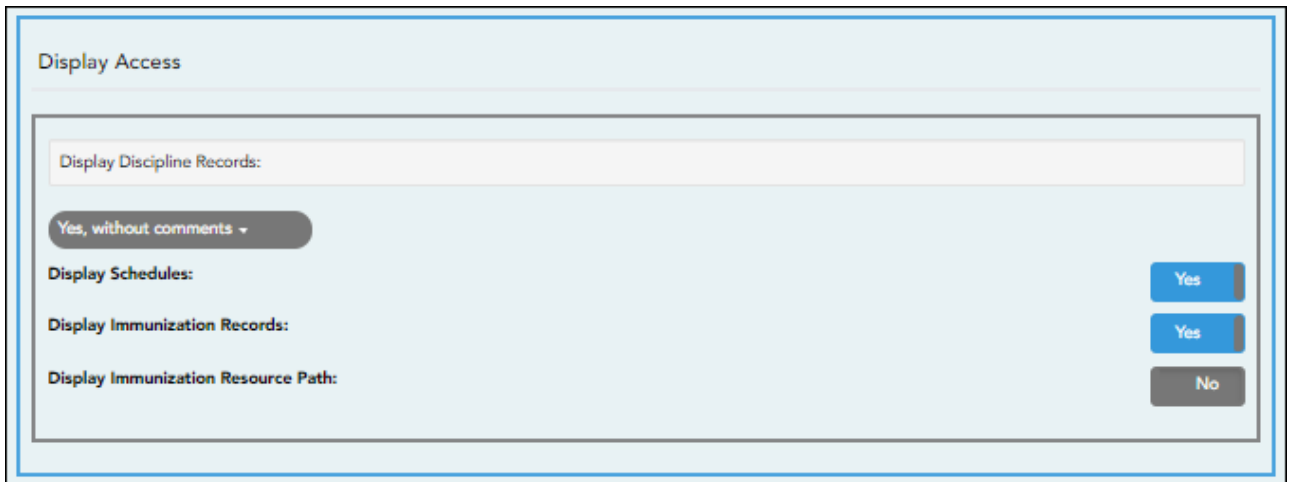 Display Access
Display Discipline Records:
Yes, without comments
Display Schedules:
Yes
Display Immunization Records:
Yes
Display Immunization Resource Path:
No